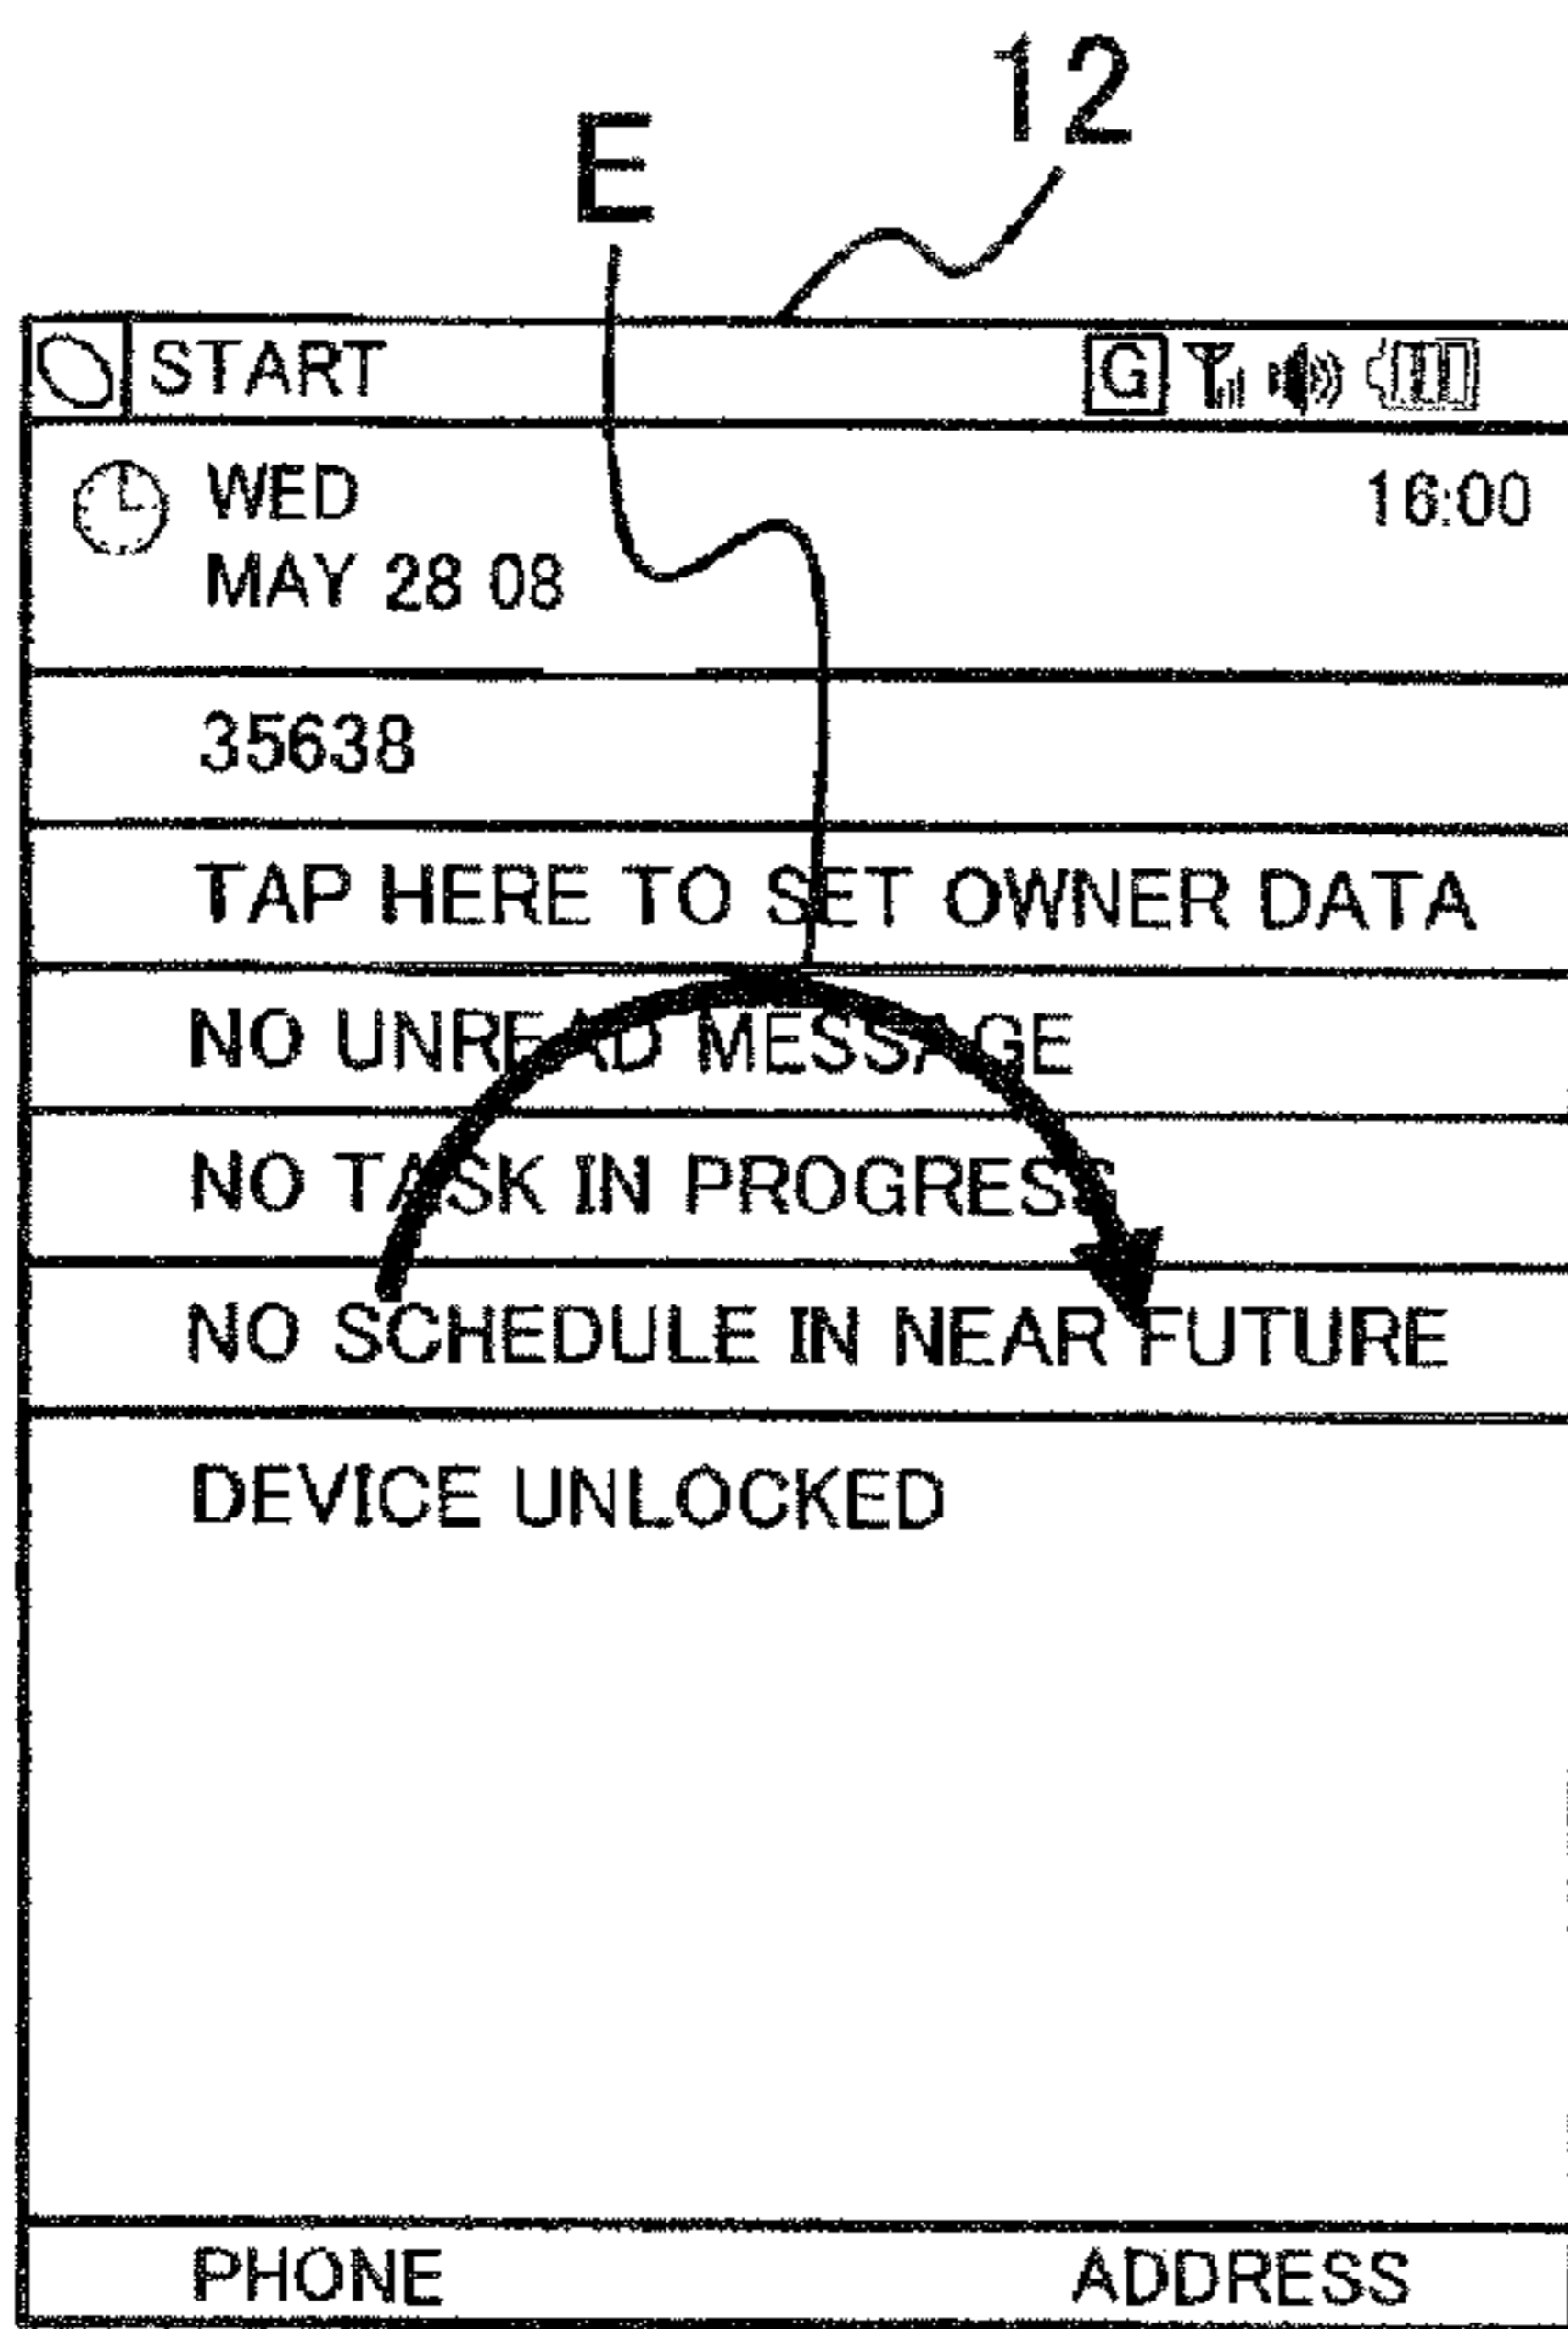 12
E
START G
WED 16:00
MAY 28 08
35638
TAP HERE TO SET OWNER DATA
NO UNREAD MESSAGE
NO TASK IN PROGRESS
NO SCHEDULE IN NEAR FUTURE
DEVICE UNLOCKED
PHONE ADDRESS